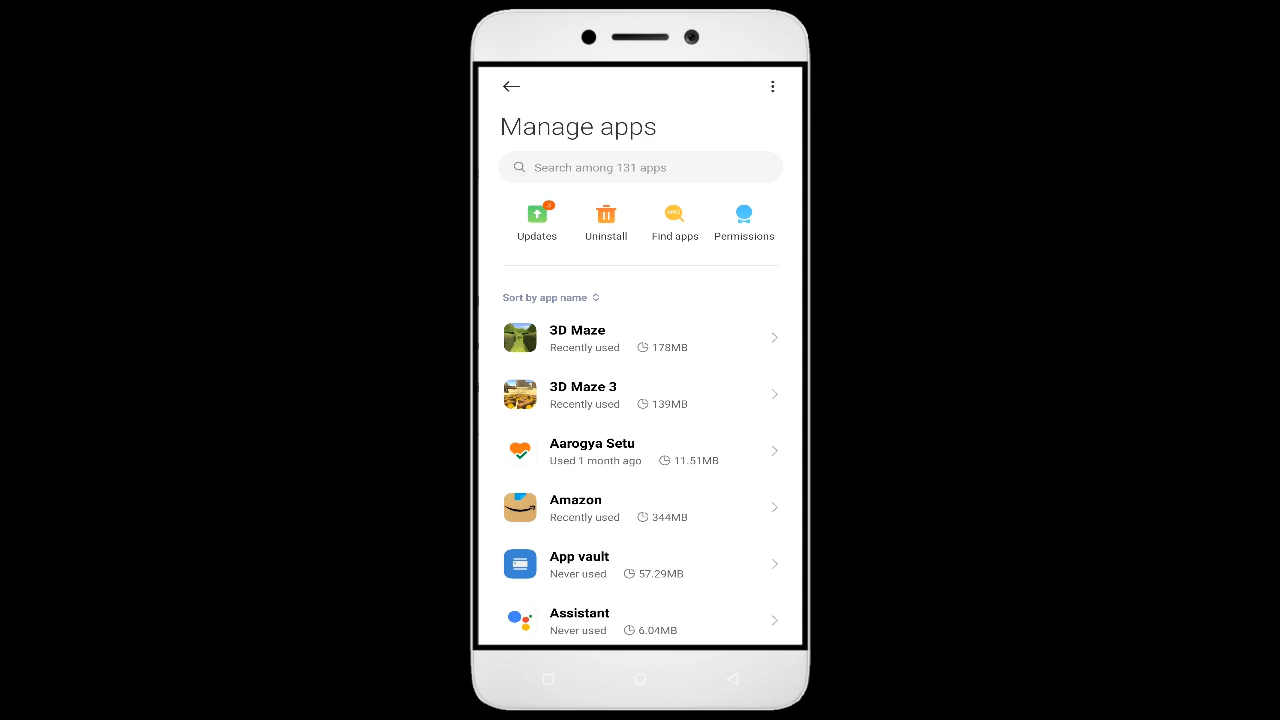 Manage apps
Search among 131 apps
3
Updates Uninstall Find apps Permissions
Sort by app name
3D Maze
Recently used 178MB
3D Maze 3
Recently used 139MB
Aarogya Setu
Used 1 month ago 11.51MB
Amazon
Recently used 344MB
App vault
Never used 57.29MB
Assistant
Never used 6.04MB